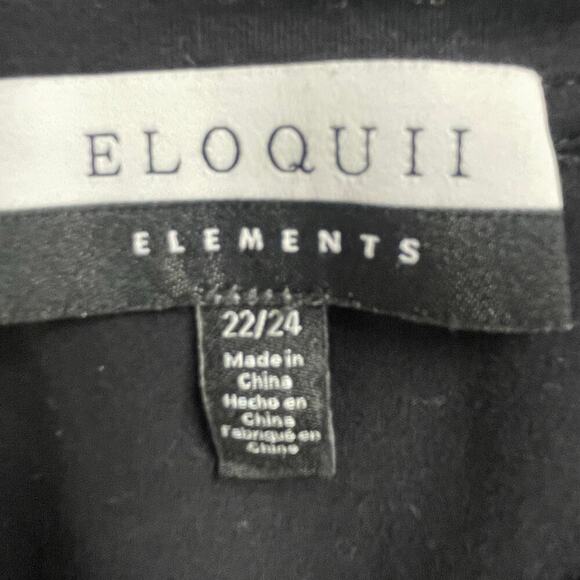 ELOQUII
ELEMENTS
22/24
Made in
China
Hecho en
China
Fabriqué en
Chine